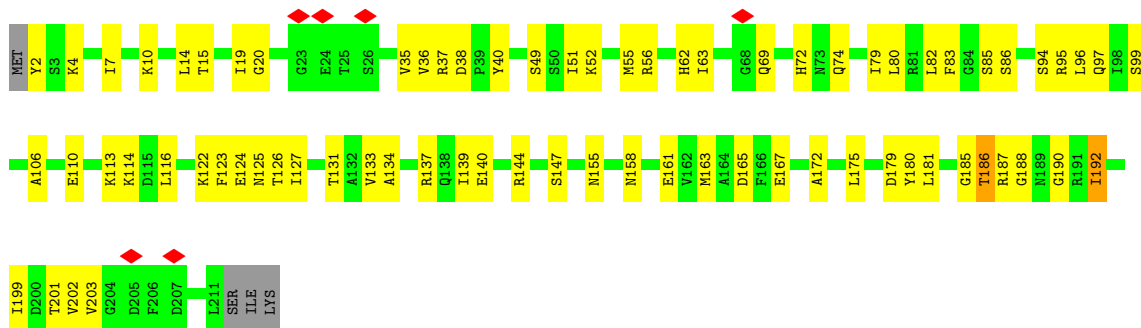 MET Y2 S3 K4 I7 K10 L14 T15 I19 G20 G23 E24 T25 S26 V35 V36 R37 D38 P39 Y40 S49 S50 I51 K52 M55 R56 H62 I63 G68 Q69 H72 N73 Q74 I79 L80 R81 L82 F83 G84 S85 S86 S94 R95 L96 Q97 I98 S99
A106 E110 K113 K114 D115 L116 K122 F123 E124 N125 T126 I127 T131 A132 V133 A134 R137 Q138 I139 E140 R144 S147 N155 N158 E161 V162 M163 A164 D165 F166 E167 A172 L175 D179 Y180 L181 G185 T186 R187 G188 N189 G190 R191 I192
I199 D200 T201 V202 V203 G204 D205 F206 D207 L211 SER ILE LYS